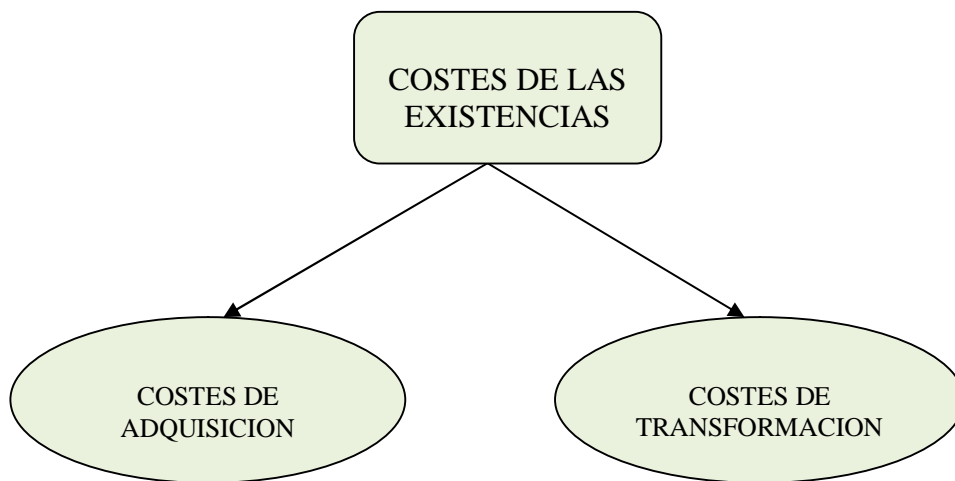 COSTES DE LAS
EXISTENCIAS
COSTES DE
ADQUISICION
COSTES DE
TRANSFORMACION